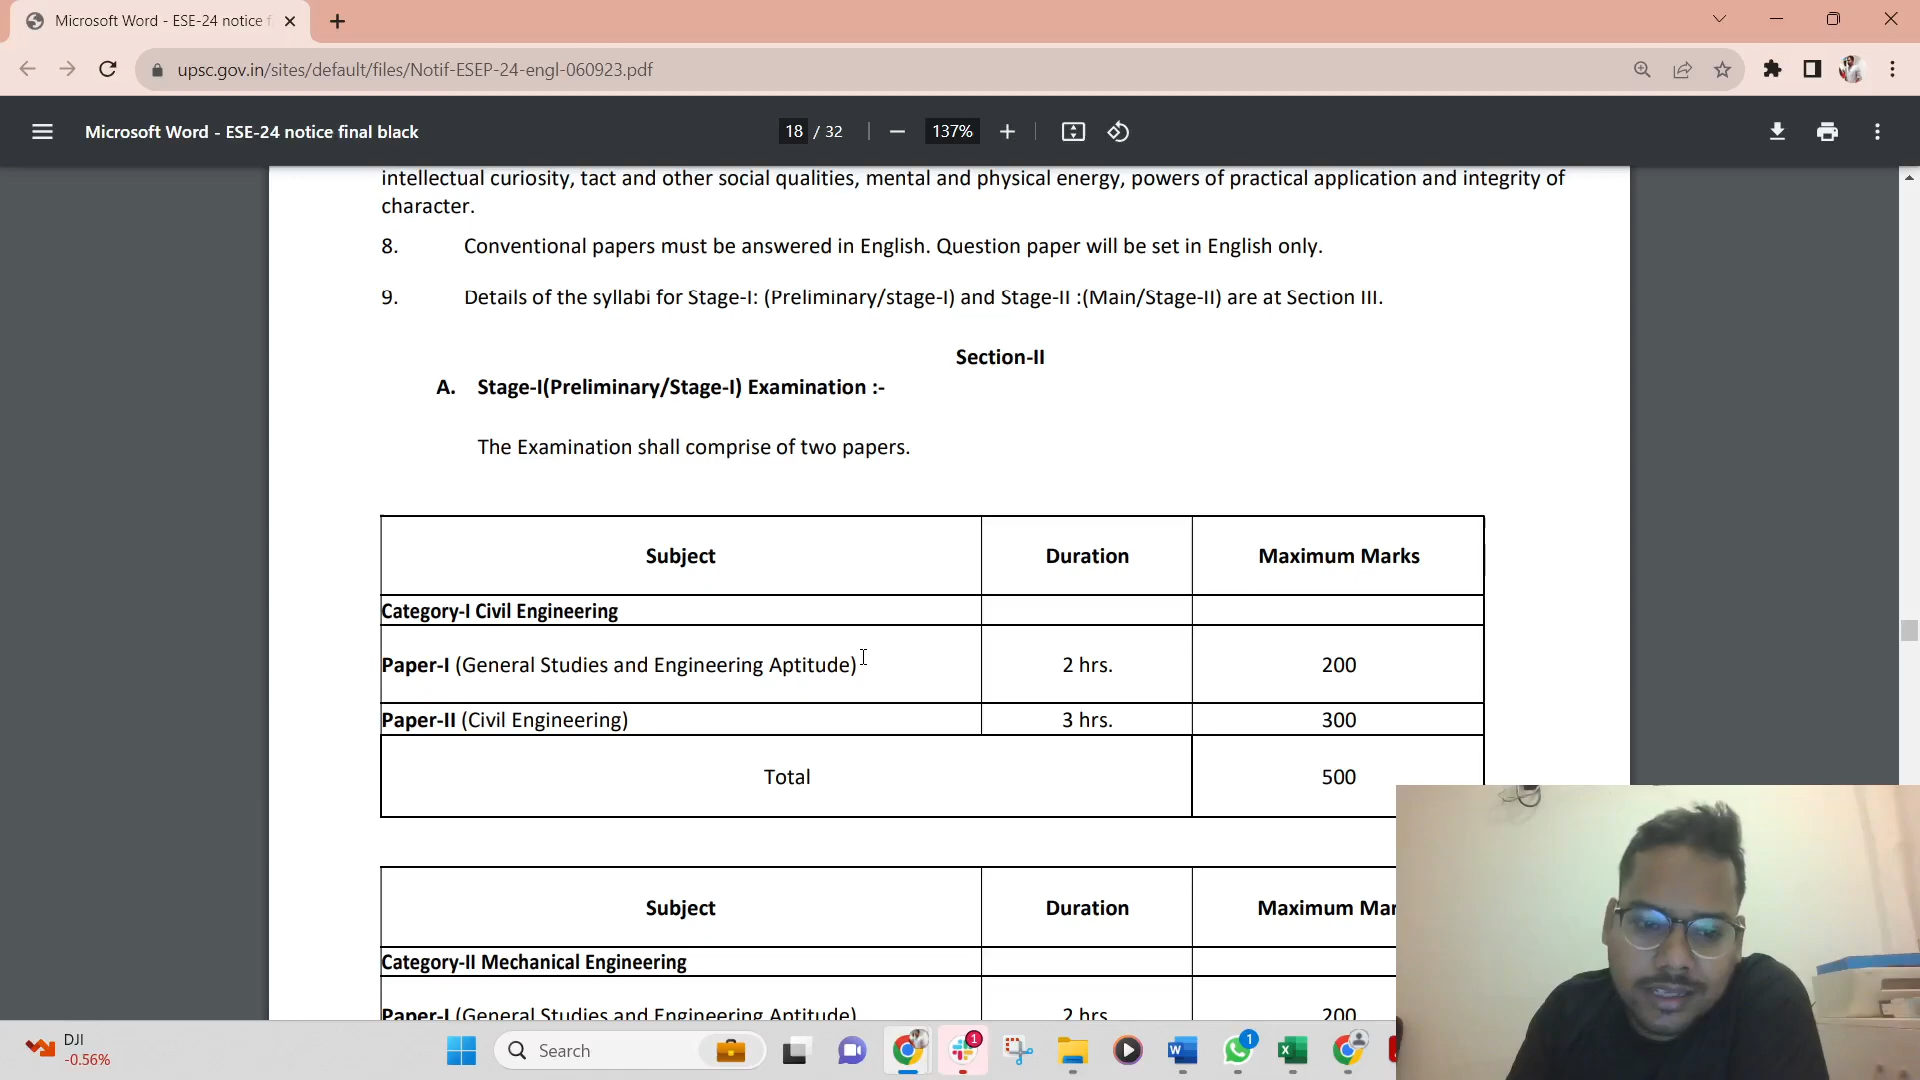 Microsoft Word - ESE-24 notice f
upsc.gov.in/sites/default/files/Notif-ESEP-24-engl-060923.pdf
Microsoft Word - ESE-24 notice final black
18 / 32
137%
intellectual curiosity, tact and other social qualities, mental and physical energy, powers of practical application and integrity of
character.
8. Conventional papers must be answered in English. Question paper will be set in English only.
9. Details of the syllabi for Stage-I: (Preliminary/stage-I) and Stage-II :(Main/Stage-II) are at Section III.
Section-II
A. Stage-I(Preliminary/Stage-I) Examination :-
The Examination shall comprise of two papers.
Subject Duration Maximum Marks
Category-I Civil Engineering
Paper-I (General Studies and Engineering Aptitude) 2 hrs. 200
Paper-II (Civil Engineering) 3 hrs. 300
Total 500
Subject Duration Maximum Mar
Category-II Mechanical Engineering
Paper-I (General Studies and Engineering Aptitude) 2 hrs 200
DJI
-0.56%
Search
1
1